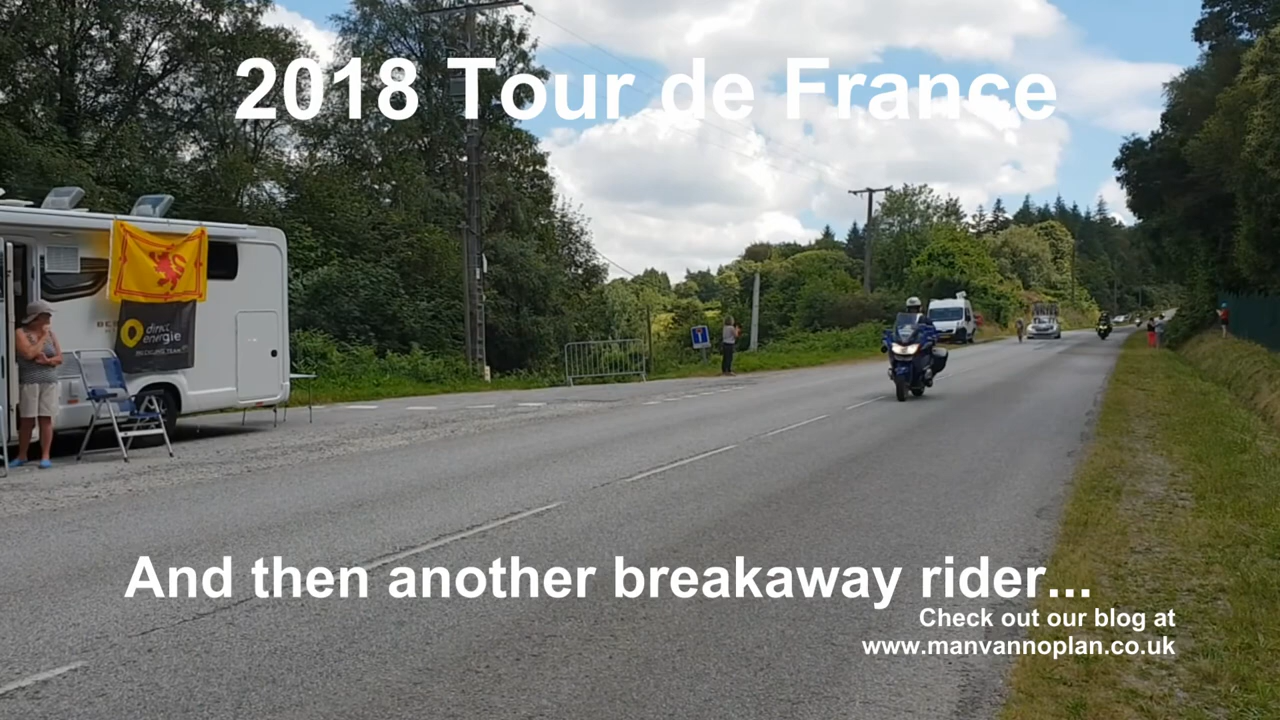 2018 Tour de France
direct
energie
And then another breakaway rider...
Check out our blog at
www.manvannoplan.co.uk